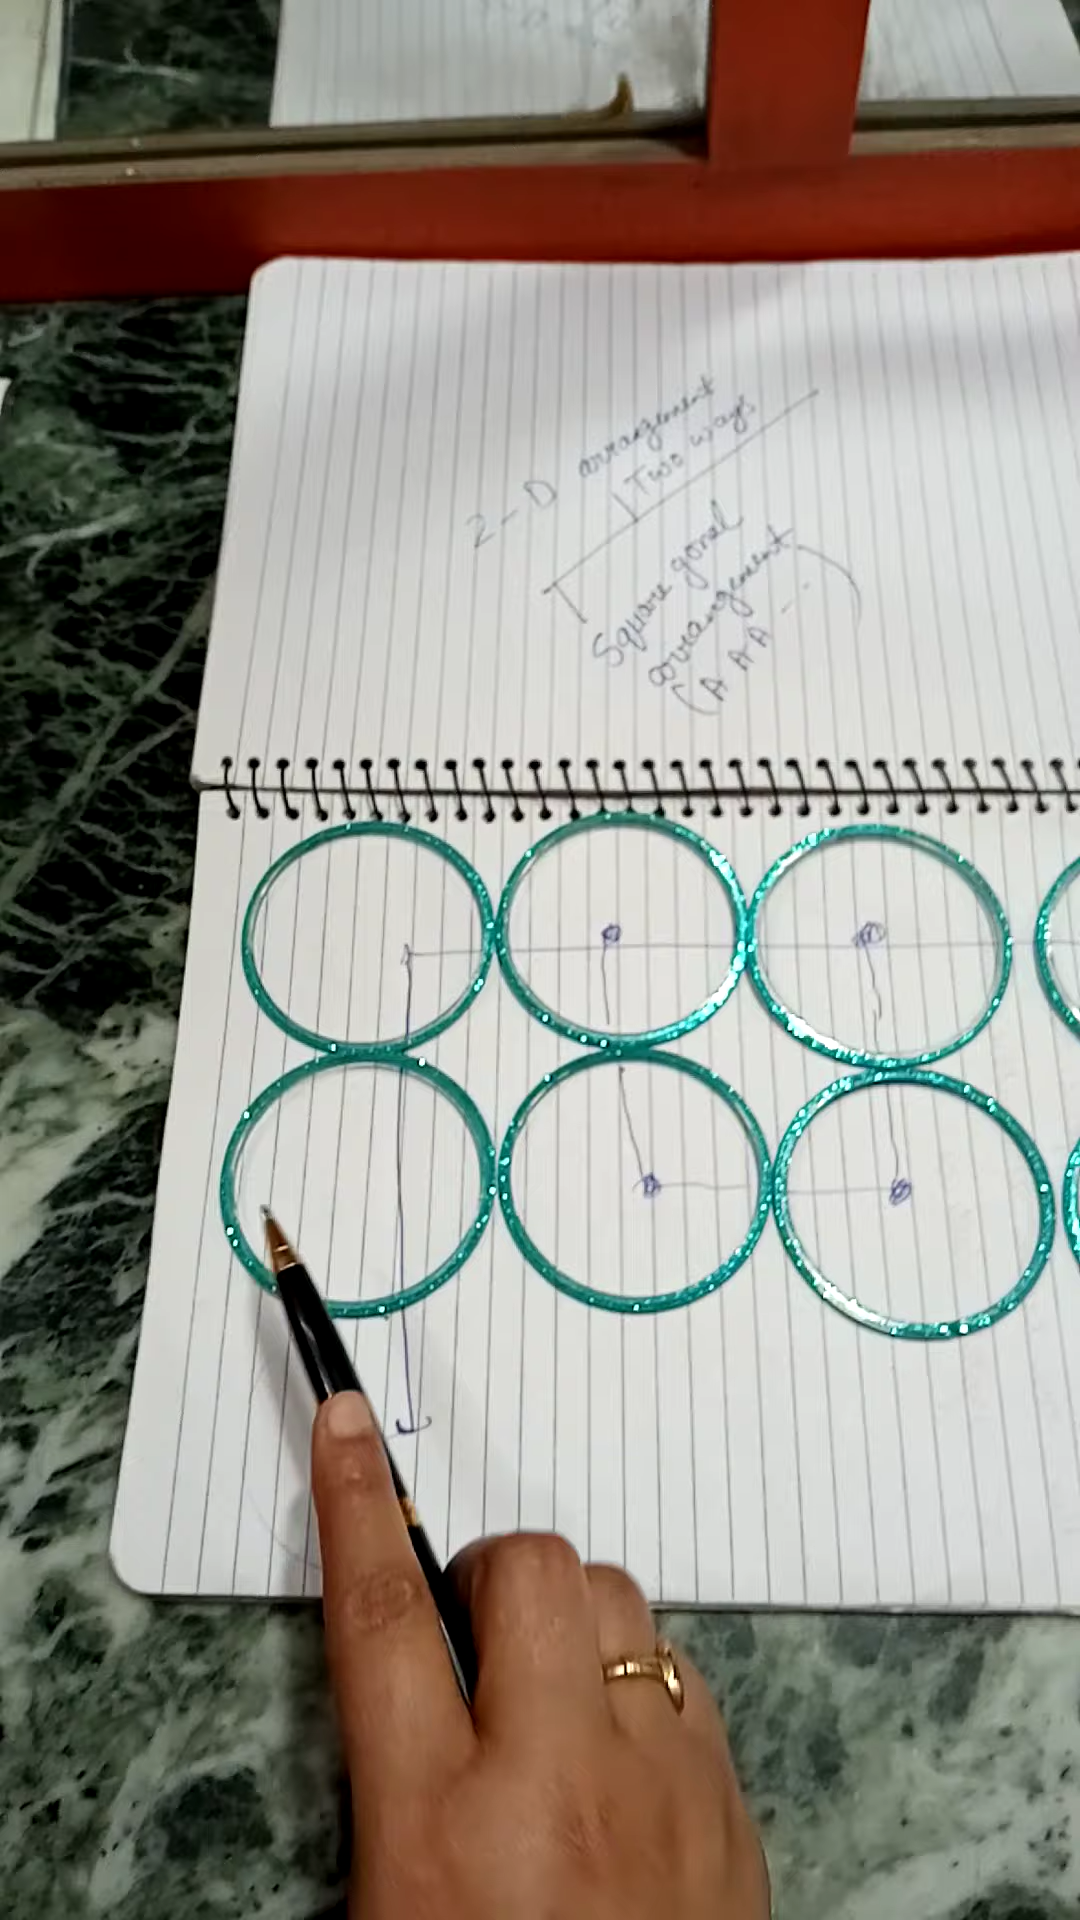 2-D arrangement
Two ways
Square gonal
arrangement
(A A A ...)